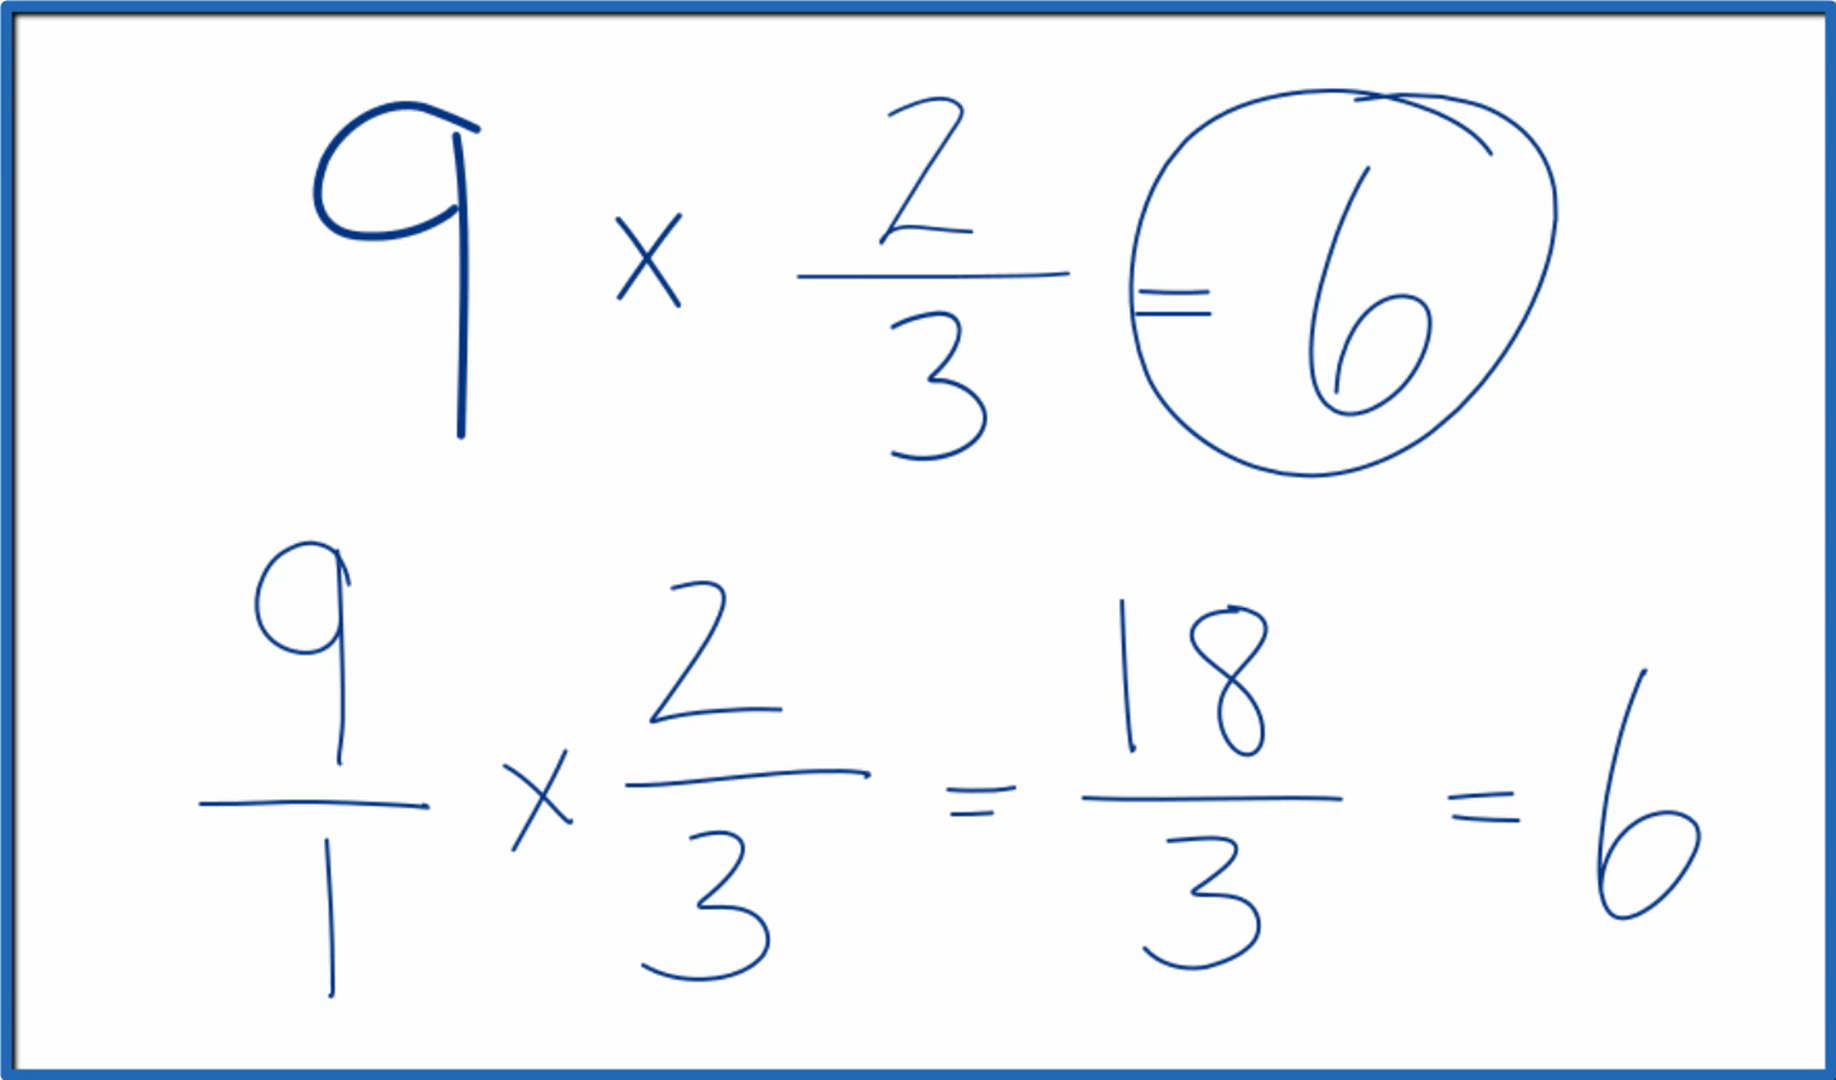 9 × 2/3 = 6
9/1 × 2/3 = 18/3 = 6